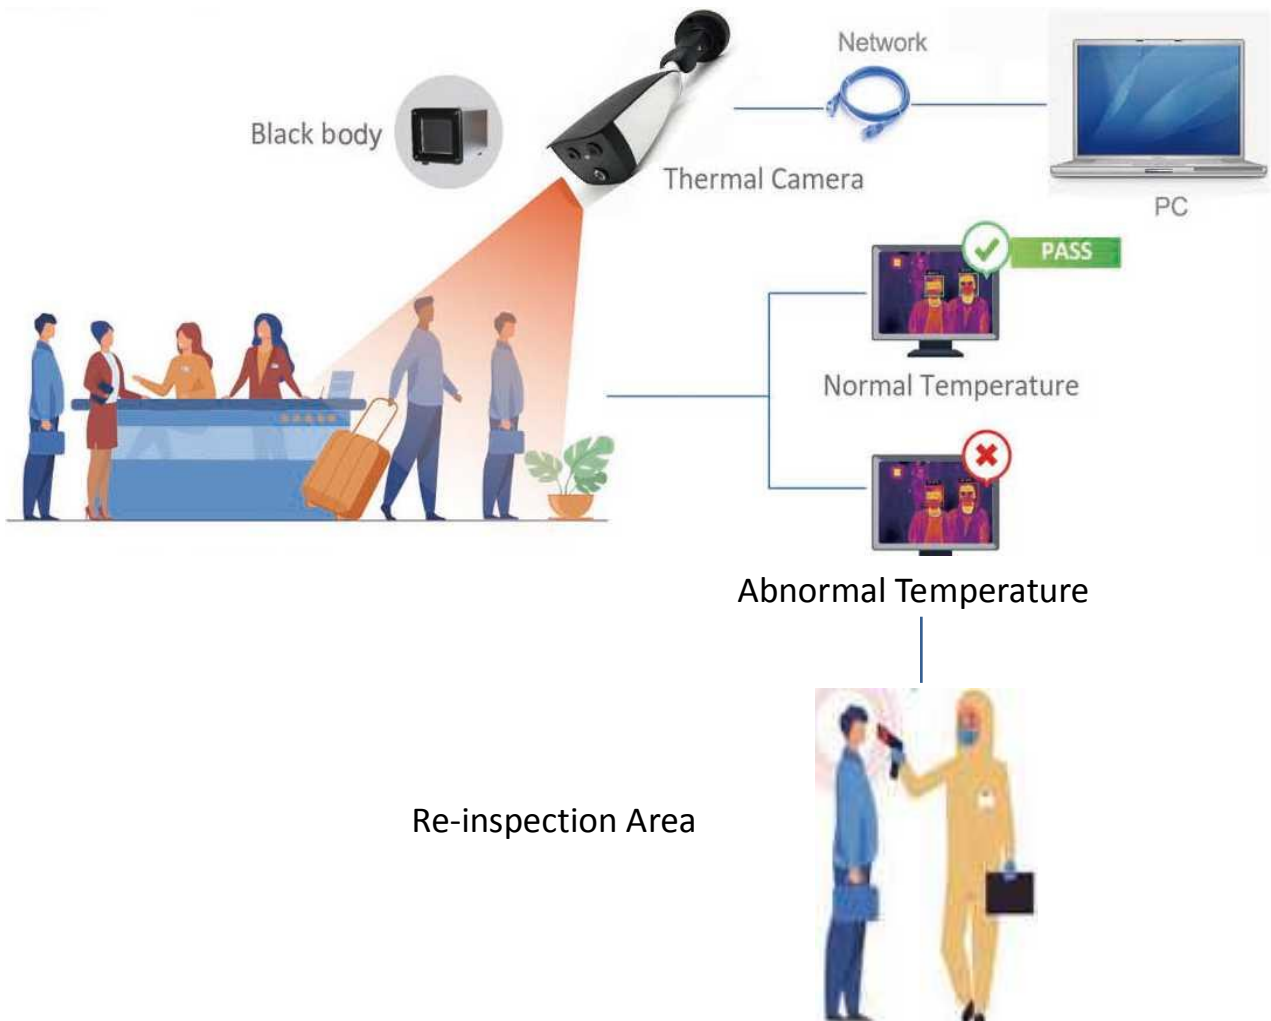 Network
Black body
Thermal Camera
PC
PASS
Normal Temperature
Abnormal Temperature
Re-inspection Area